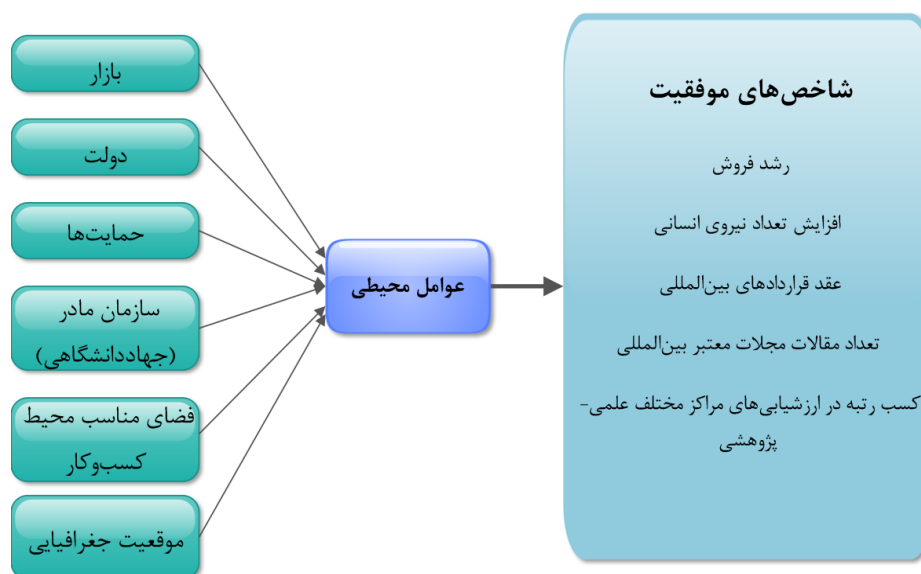 بازار
دولت
حمایت‌ها
سازمان مادر
(جهاددانشگاهی)
فضای مناسب محیط
کسب‌وکار
موقعیت جغرافیایی
عوامل محیطی
شاخص‌های موفقیت
رشد فروش
افزایش تعداد نیروی انسانی
عقد قراردادهای بین‌المللی
تعداد مقالات مجلات معتبر بین‌المللی
کسب رتبه در ارزشیابی‌های مراکز مختلف علمی-
پژوهشی